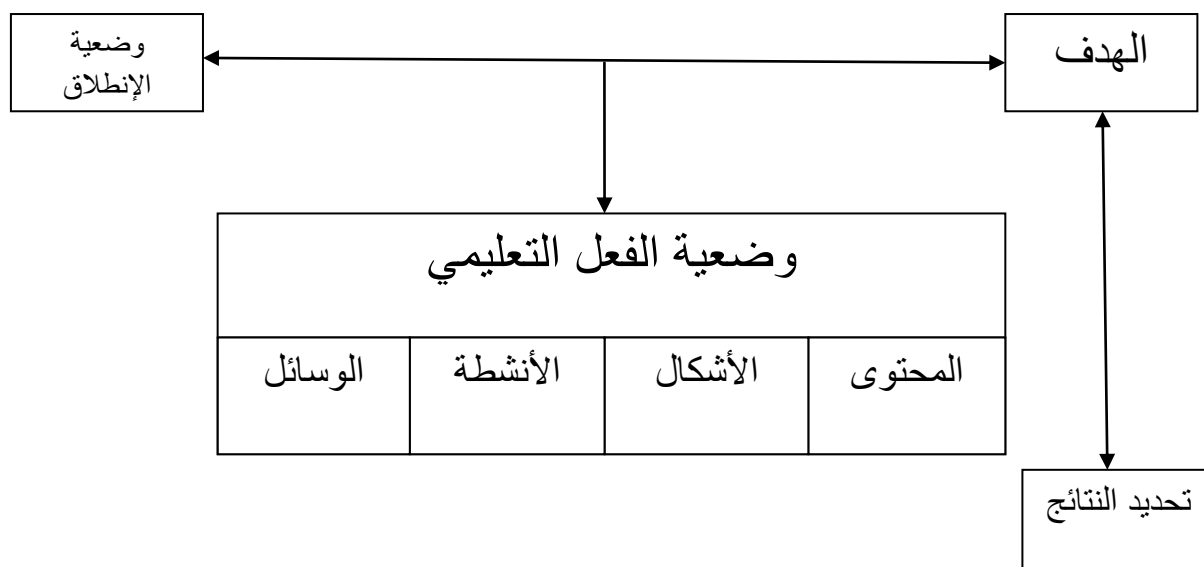 الهدف
وضعية
الإنطلاق
وضعية الفعل التعليمي
المحتوى
الأشكال
الأنشطة
الوسائل
تحديد النتائج